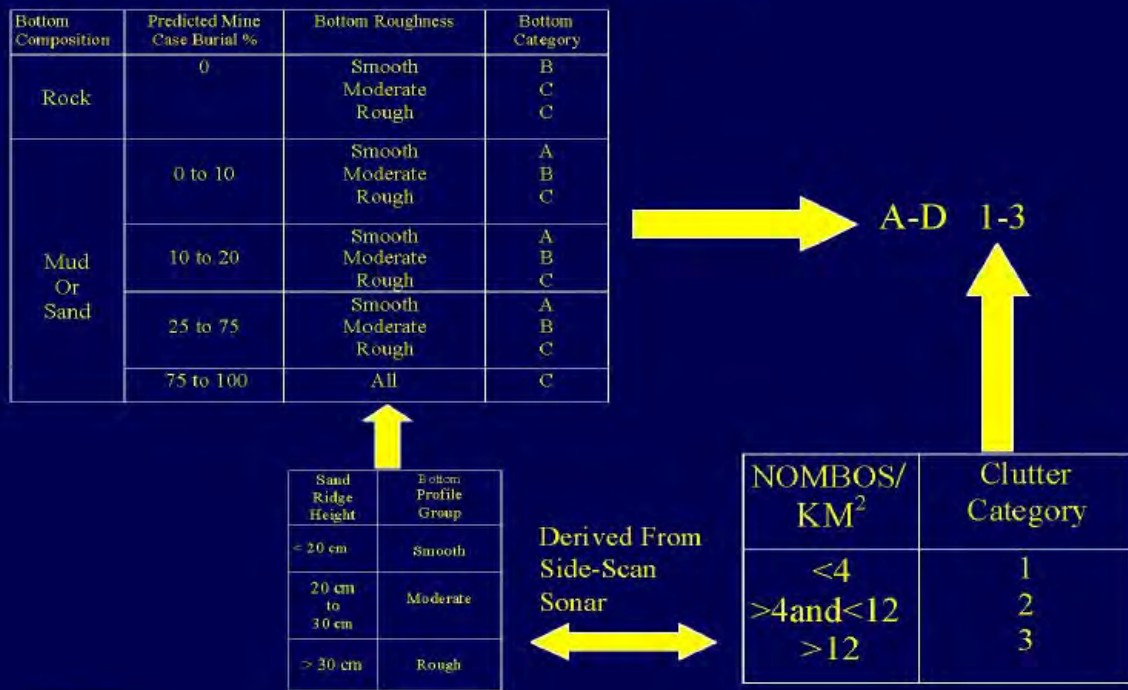 Bottom Composition
Predicted Mine Case Burial %
Bottom Roughness
Bottom Category
Rock
0
Smooth B
Moderate C
Rough C
Mud Or Sand
0 to 10
Smooth A
Moderate B
Rough C
10 to 20
Smooth A
Moderate B
Rough C
25 to 75
Smooth A
Moderate B
Rough C
75 to 100 All C
A-D 1-3
Sand Ridge Height
Bottom Profile Group
< 20 cm Smooth
20 cm to 30 cm Moderate
> 30 cm Rough
Derived From
Side-Scan
Sonar
NOMBOS/ KM²
Clutter Category
<4 1
>4and<12 2
>12 3